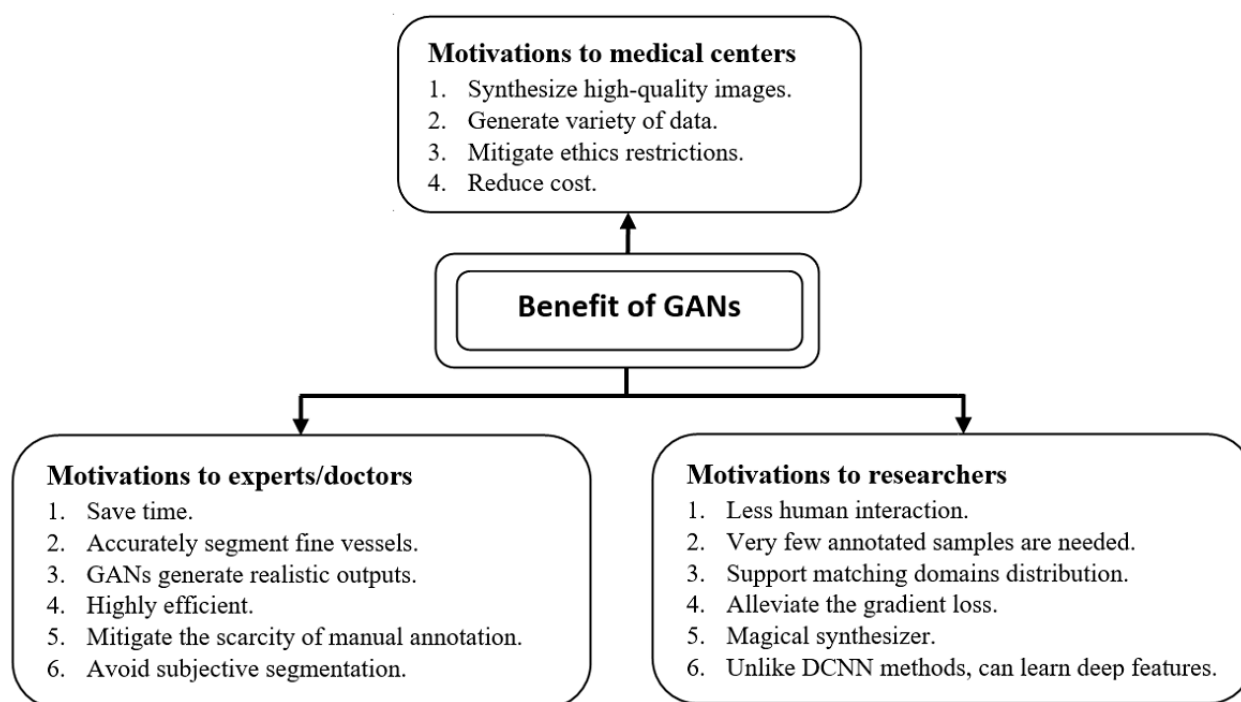 Motivations to medical centers
1. Synthesize high-quality images.
2. Generate variety of data.
3. Mitigate ethics restrictions.
4. Reduce cost.
Benefit of GANs
Motivations to experts/doctors
1. Save time.
2. Accurately segment fine vessels.
3. GANs generate realistic outputs.
4. Highly efficient.
5. Mitigate the scarcity of manual annotation.
6. Avoid subjective segmentation.
Motivations to researchers
1. Less human interaction.
2. Very few annotated samples are needed.
3. Support matching domains distribution.
4. Alleviate the gradient loss.
5. Magical synthesizer.
6. Unlike DCNN methods, can learn deep features.